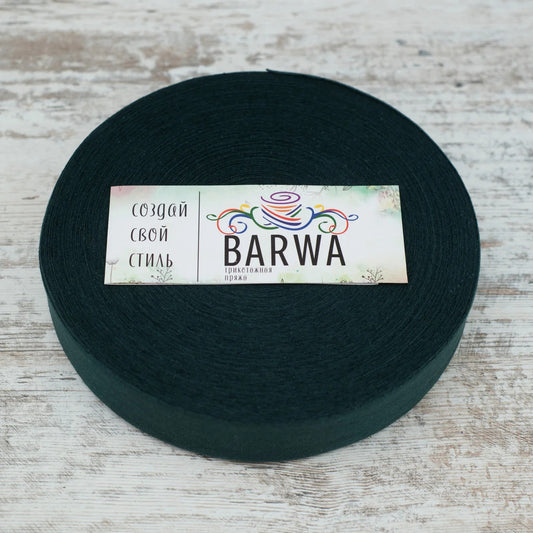 создай
свой
стиль
BARWA
трикотажная
пряжа